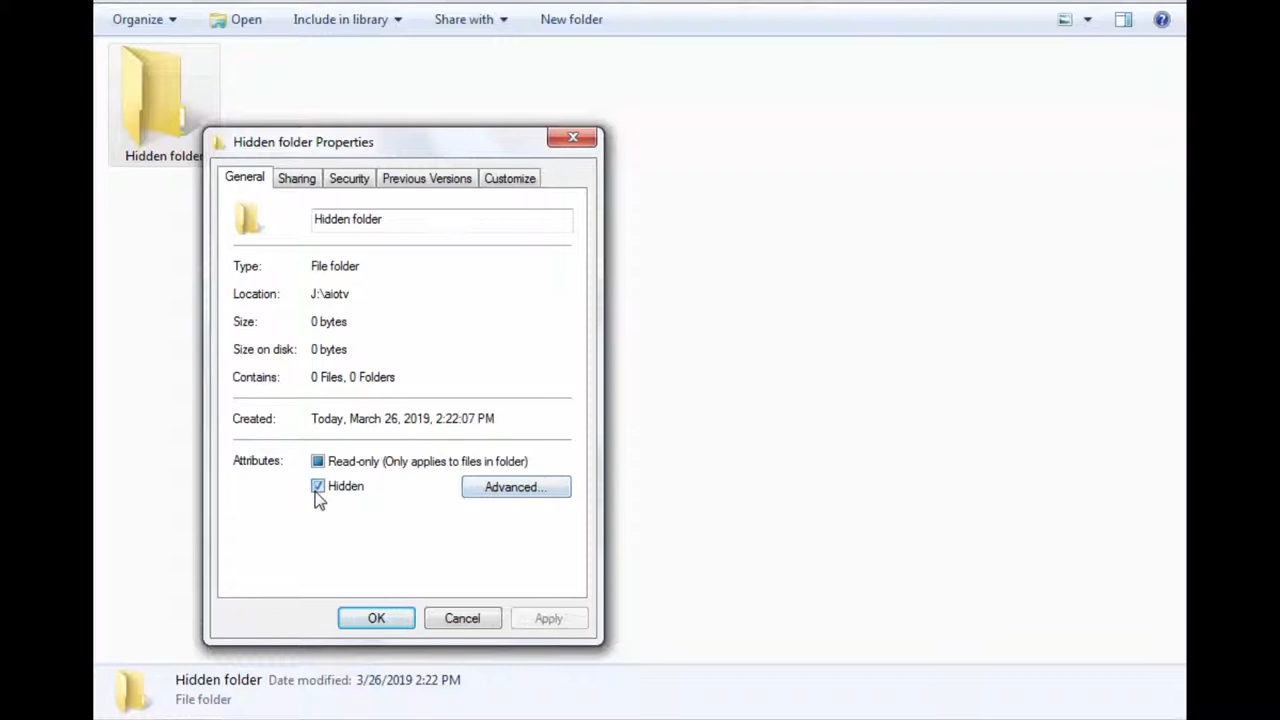 Organize Open Include in library Share with New folder
Hidden folder
Hidden folder Properties
General Sharing Security Previous Versions Customize
Hidden folder
Type: File folder
Location: J:\aiotv
Size: 0 bytes
Size on disk: 0 bytes
Contains: 0 Files, 0 Folders
Created: Today, March 26, 2019, 2:22:07 PM
Attributes: Read-only (Only applies to files in folder)
Hidden Advanced...
OK Cancel Apply
Hidden folder Date modified: 3/26/2019 2:22 PM
File folder